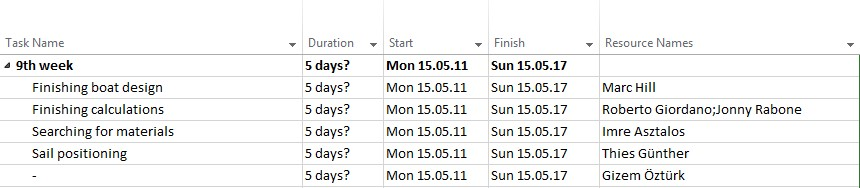 Task Name Duration Start Finish Resource Names
9th week 5 days? Mon 15.05.11 Sun 15.05.17
Finishing boat design 5 days? Mon 15.05.11 Sun 15.05.17 Marc Hill
Finishing calculations 5 days? Mon 15.05.11 Sun 15.05.17 Roberto Giordano;Jonny Rabone
Searching for materials 5 days? Mon 15.05.11 Sun 15.05.17 Imre Asztalos
Sail positioning 5 days? Mon 15.05.11 Sun 15.05.17 Thies Günther
- 5 days? Mon 15.05.11 Sun 15.05.17 Gizem Öztürk